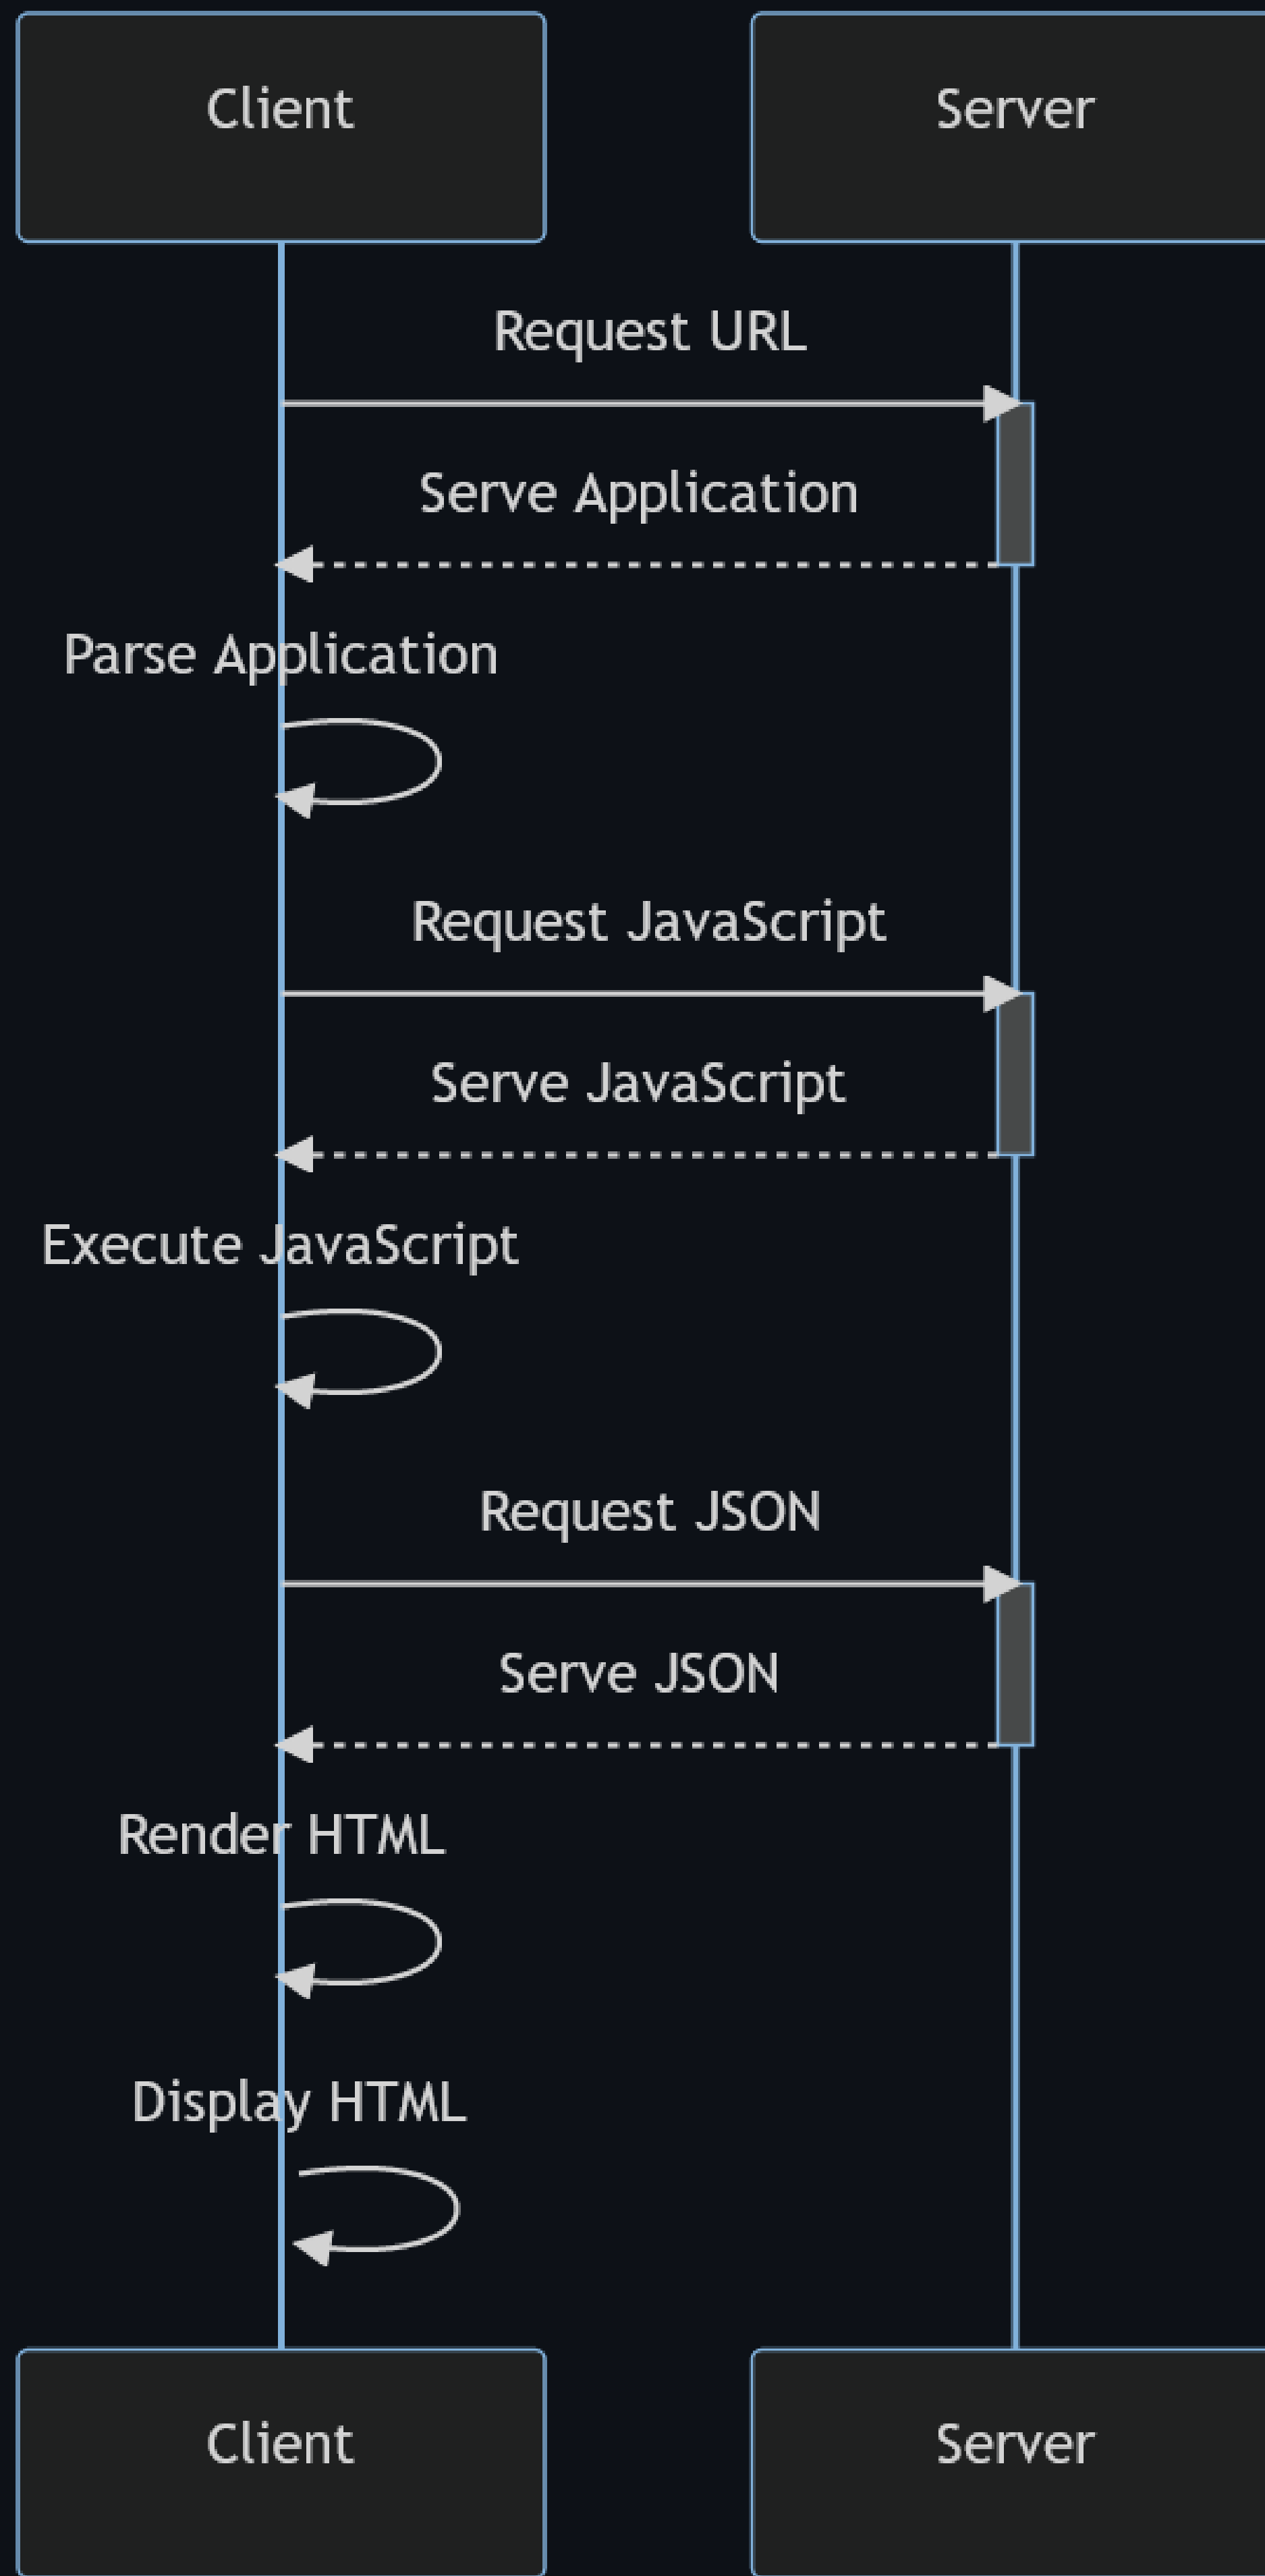 Client
Server
Request URL
Serve Application
Parse Application
Request JavaScript
Serve JavaScript
Execute JavaScript
Request JSON
Serve JSON
Render HTML
Display HTML
Client
Server